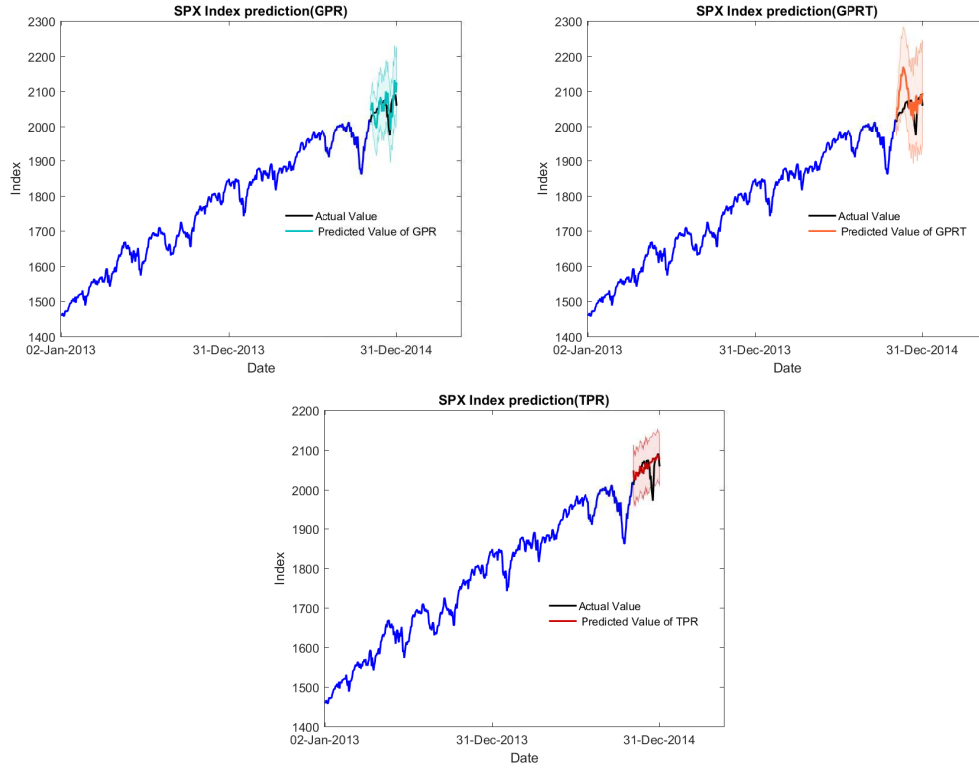 SPX Index prediction(GPR)
2300
2200
2100
2000
1900
1800
1700
1600
1500
1400
Index
Actual Value
Predicted Value of GPR
02-Jan-2013
31-Dec-2013
31-Dec-2014
Date
SPX Index prediction(GPRT)
2300
2200
2100
2000
1900
1800
1700
1600
1500
1400
Index
Actual Value
Predicted Value of GPRT
02-Jan-2013
31-Dec-2013
31-Dec-2014
Date
SPX Index prediction(TPR)
2200
2100
2000
1900
1800
1700
1600
1500
1400
Index
Actual Value
Predicted Value of TPR
02-Jan-2013
31-Dec-2013
31-Dec-2014
Date